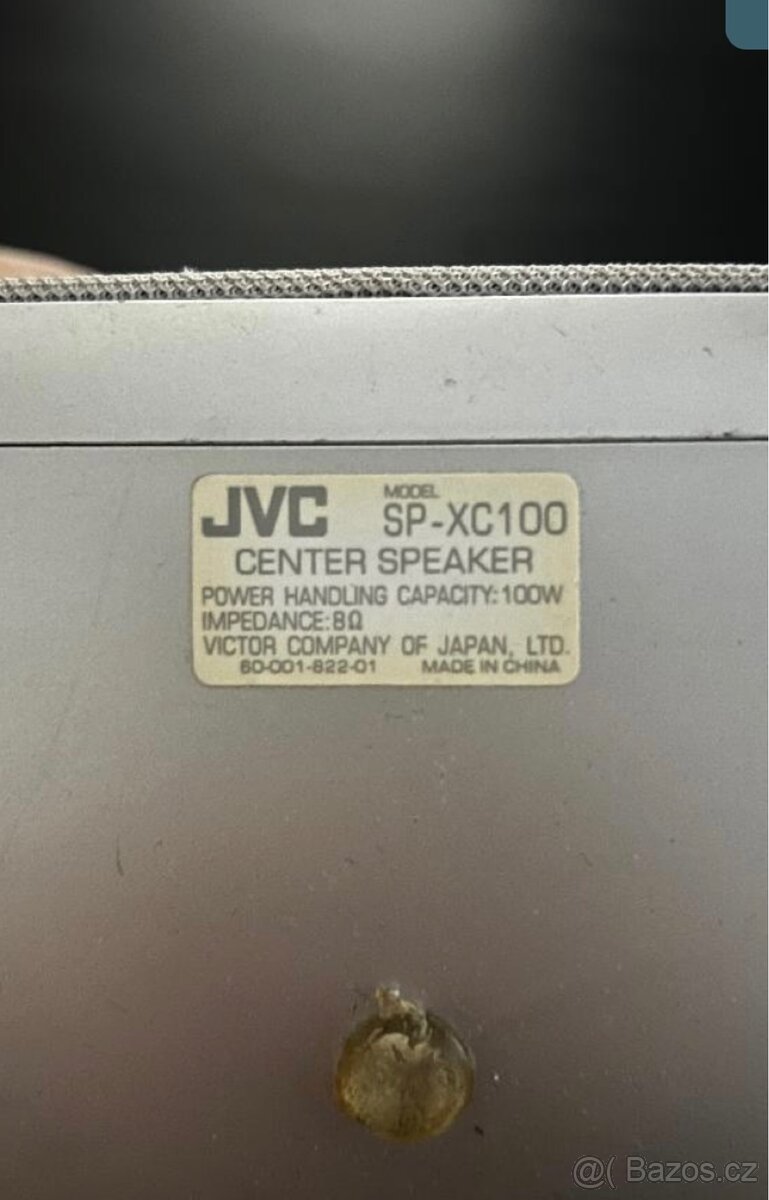 JVC MODEL SP-XC100
CENTER SPEAKER
POWER HANDLING CAPACITY:100W
IMPEDANCE:8Ω
VICTOR COMPANY OF JAPAN, LTD.
60-001-822-01 MADE IN CHINA
@( Bazos.cz